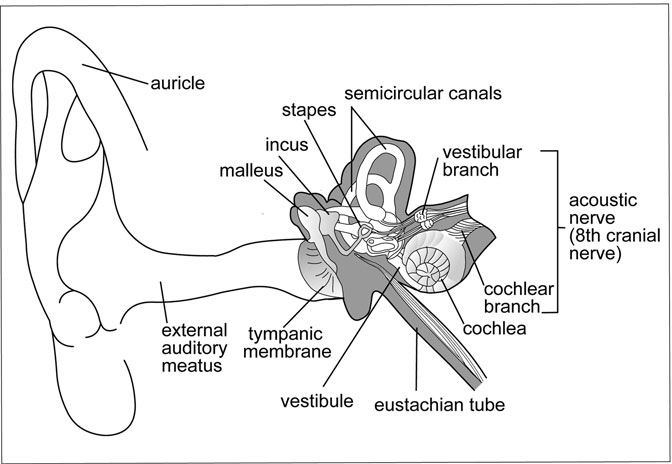 auricle
semicircular canals
stapes
incus
malleus
vestibular
branch
acoustic
nerve
(8th cranial
nerve)
cochlear
branch
cochlea
external
auditory
meatus
tympanic
membrane
vestibule
eustachian tube